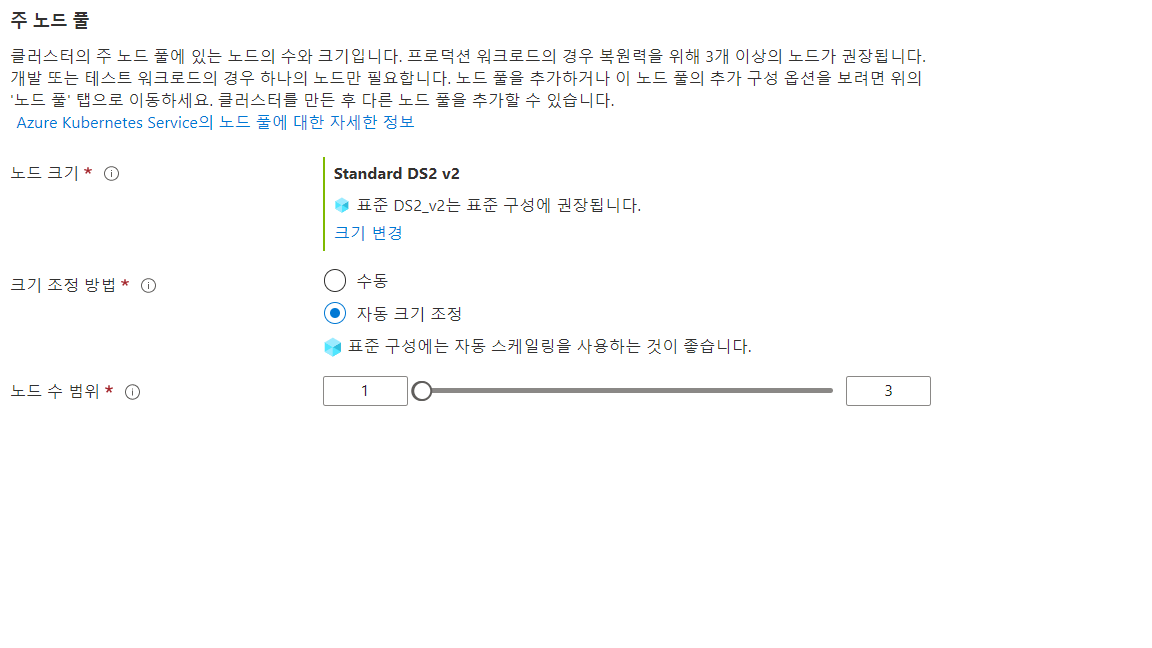 주 노드 풀
클러스터의 주 노드 풀에 있는 노드의 수와 크기입니다. 프로덕션 워크로드의 경우 복원력을 위해 3개 이상의 노드가 권장됩니다.
개발 또는 테스트 워크로드의 경우 하나의 노드만 필요합니다. 노드 풀을 추가하거나 이 노드 풀의 추가 구성 옵션을 보려면 위의
'노드 풀' 탭으로 이동하세요. 클러스터를 만든 후 다른 노드 풀을 추가할 수 있습니다.
Azure Kubernetes Service의 노드 풀에 대한 자세한 정보
노드 크기 *
Standard DS2 v2
표준 DS2_v2는 표준 구성에 권장됩니다.
크기 변경
크기 조정 방법 *
수동
자동 크기 조정
표준 구성에는 자동 스케일링을 사용하는 것이 좋습니다.
노드 수 범위 *
1
3